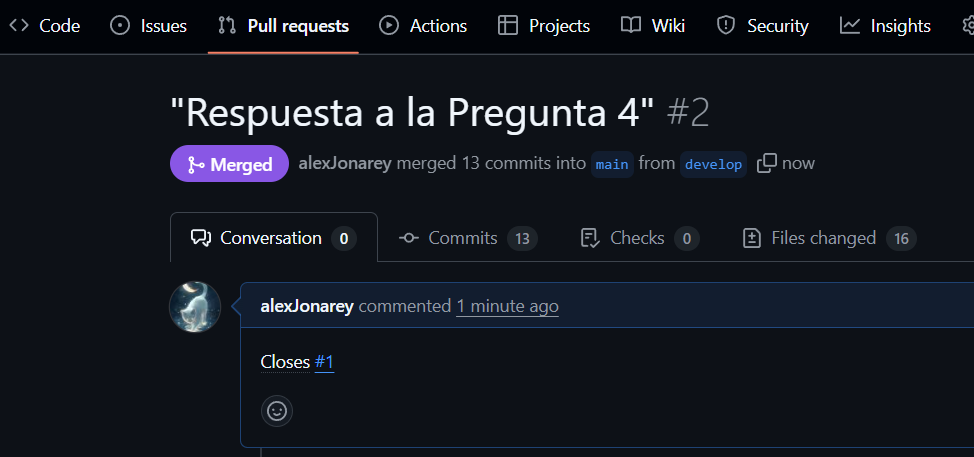 Code Issues Pull requests Actions Projects Wiki Security Insights
"Respuesta a la Pregunta 4" #2
Merged alexJonarey merged 13 commits into main from develop now
Conversation 0 Commits 13 Checks 0 Files changed 16
alexJonarey commented 1 minute ago
Closes #1